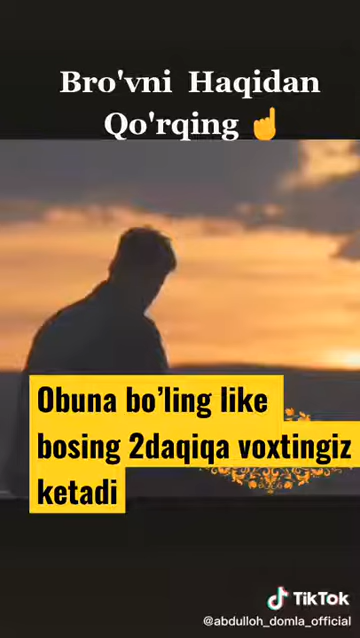 Bro'vni Haqidan
Qo'rqing ☝️
Obuna bo’ling like
bosing 2daqiqa voxtingiz
ketadi
TikTok
@abdulloh_domla_official